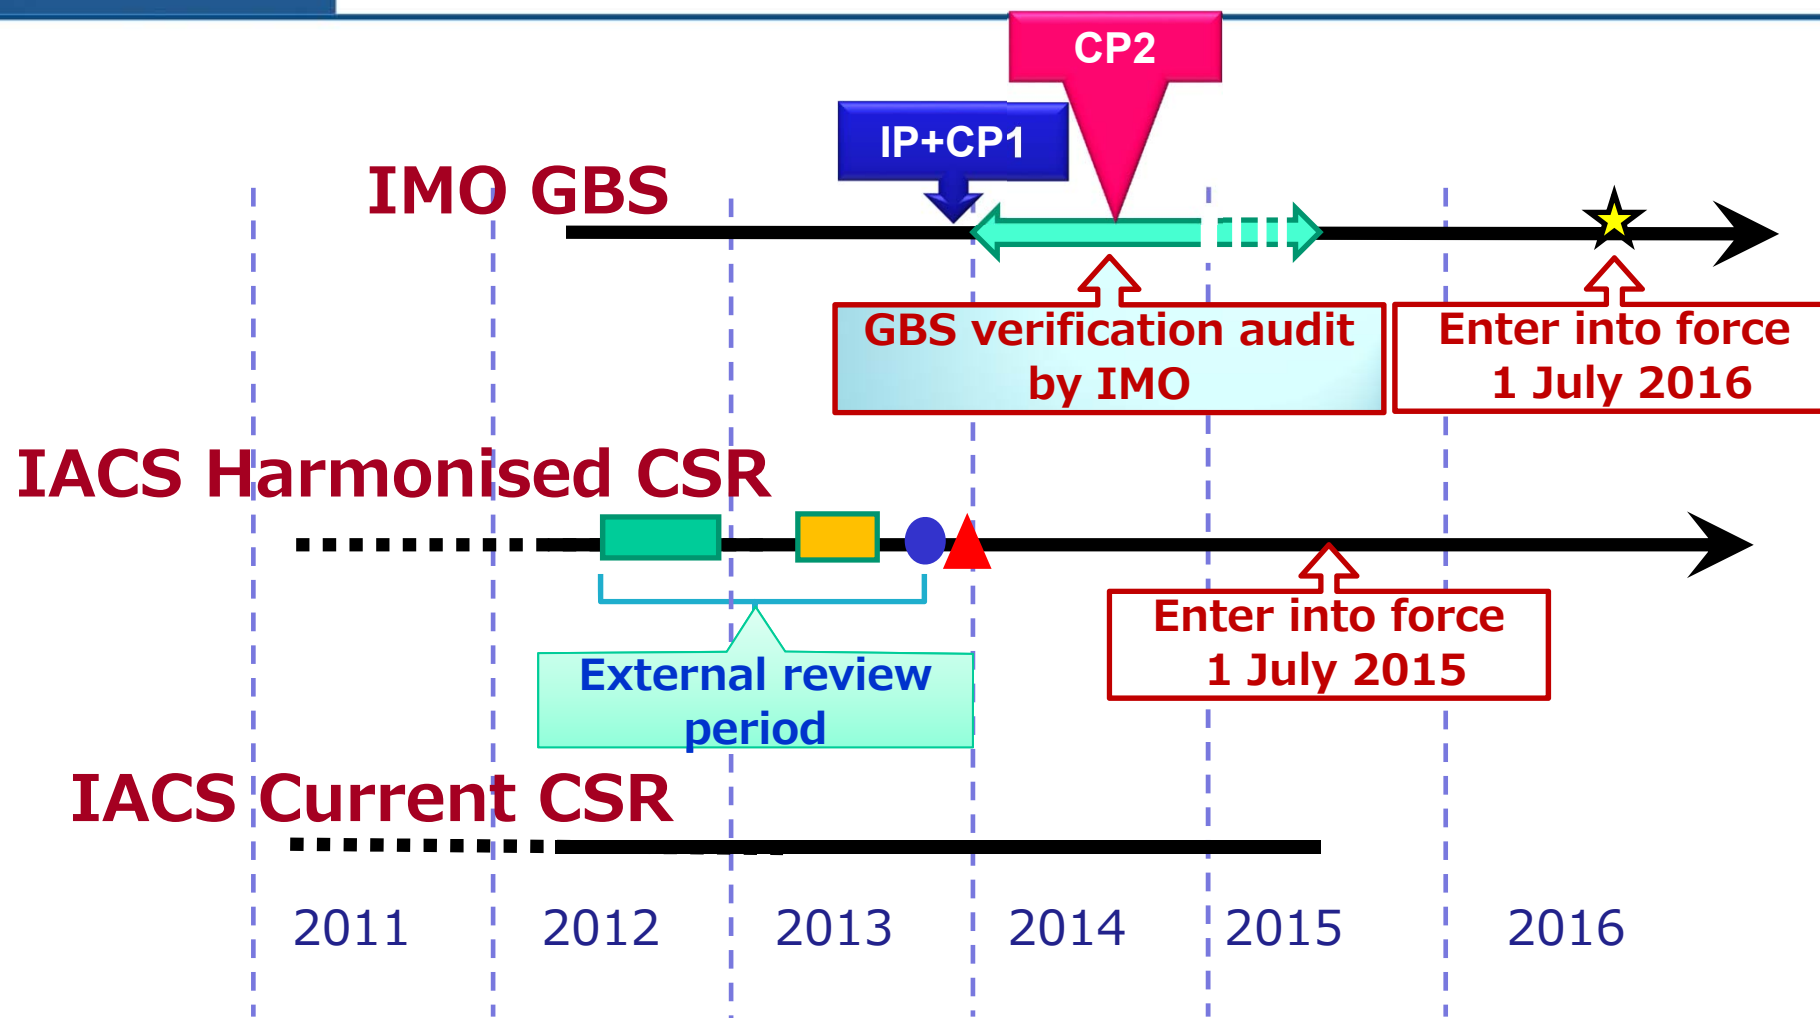 CP2
IP+CP1
IMO GBS
GBS verification audit
by IMO
Enter into force
1 July 2016
IACS Harmonised CSR
Enter into force
1 July 2015
External review
period
IACS Current CSR
2011
2012
2013
2014
2015
2016